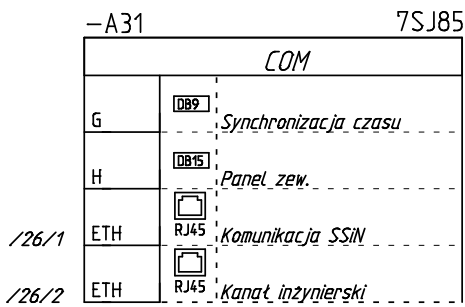 -A31 7SJ85
COM
G DB9 Synchronizacja czasu
H DB15 Panel zew.
/26/1 ETH RJ45 Komunikacja SSiN
/26/2 ETH RJ45 Kanał inżynierski